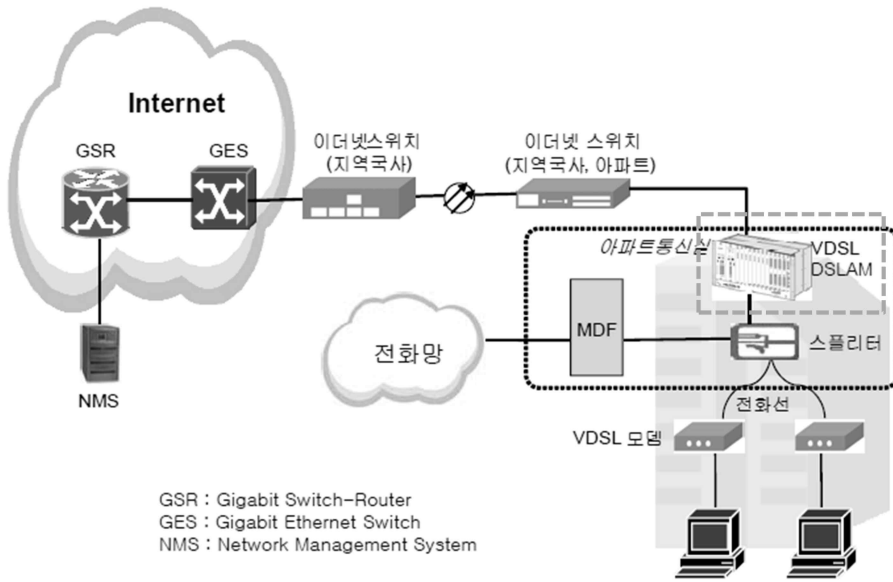 Internet
GSR
GES
이더넷스위치
(지역국사)
이더넷 스위치
(지역국사, 아파트)
아파트통신실
VDSL
DSLAM
전화망
MDF
스플리터
NMS
전화선
VDSL 모뎀
GSR : Gigabit Switch-Router
GES : Gigabit Ethernet Switch
NMS : Network Management System